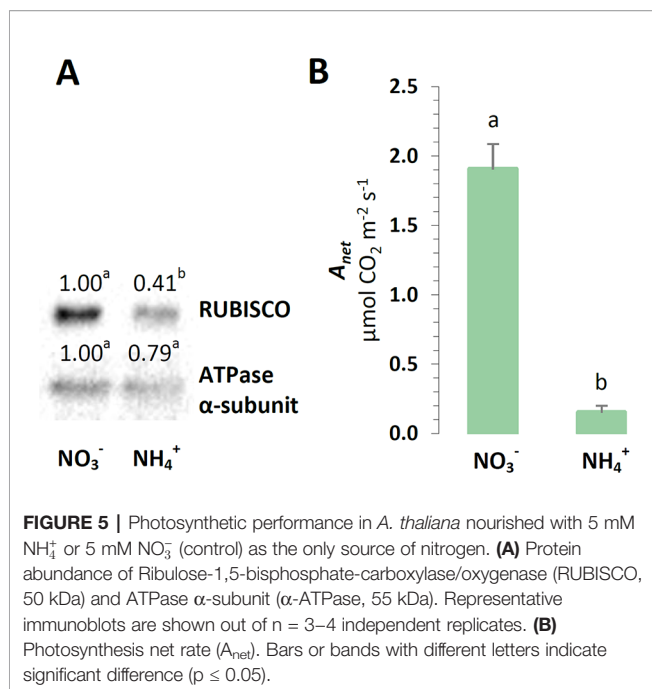 A
1.00ᵃ 0.41ᵇ
RUBISCO
1.00ᵃ 0.79ᵃ
ATPase
α-subunit
NO₃⁻ NH₄⁺
B
Aₙₑₜ
μmol CO₂ m⁻² s⁻¹
2.5
2.0
1.5
1.0
0.5
0.0
a
b
NO₃⁻ NH₄⁺
FIGURE 5 | Photosynthetic performance in A. thaliana nourished with 5 mM
NH₄⁺ or 5 mM NO₃⁻ (control) as the only source of nitrogen. (A) Protein
abundance of Ribulose-1,5-bisphosphate-carboxylase/oxygenase (RUBISCO,
50 kDa) and ATPase α-subunit (α-ATPase, 55 kDa). Representative
immunoblots are shown out of n = 3–4 independent replicates. (B)
Photosynthesis net rate (Aₙₑₜ). Bars or bands with different letters indicate
significant difference (p ≤ 0.05).